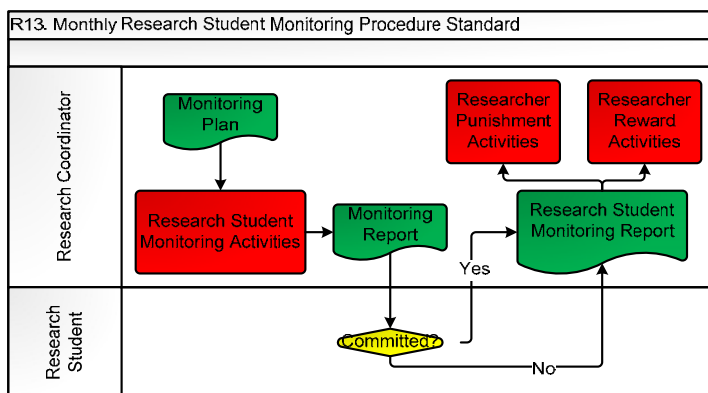 R13. Monthly Research Student Monitoring Procedure Standard
Research Coordinator
Monitoring
Plan
Researcher
Punishment
Activities
Researcher
Reward
Activities
Research Student
Monitoring Activities
Monitoring
Report
Research Student
Monitoring Report
Yes
Research
Student
Committed?
No